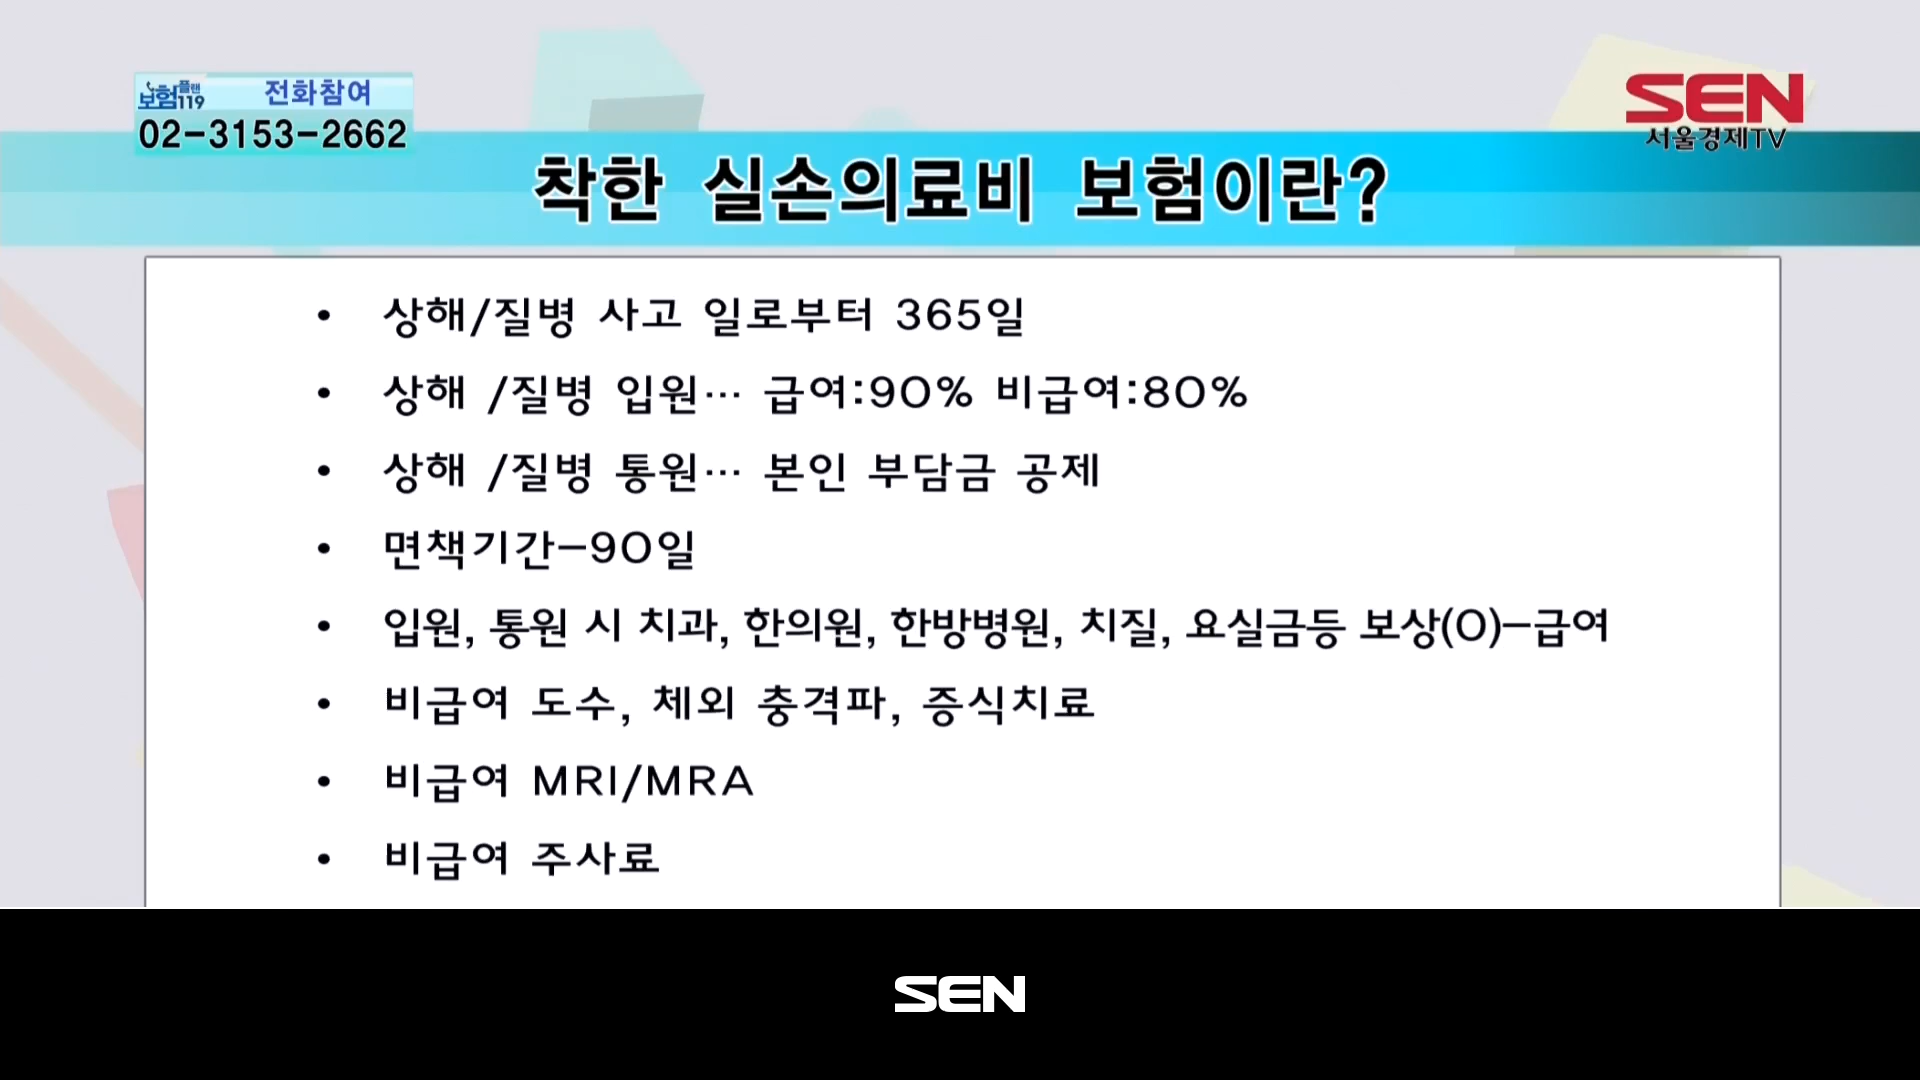 보험플랜119 전화참여
02-3153-2662
SEN
서울경제TV
착한 실손의료비 보험이란?
• 상해/질병 사고 일로부터 365일
• 상해 /질병 입원… 급여:90% 비급여:80%
• 상해 /질병 통원… 본인 부담금 공제
• 면책기간-90일
• 입원, 통원 시 치과, 한의원, 한방병원, 치질, 요실금등 보상(O)-급여
• 비급여 도수, 체외 충격파, 증식치료
• 비급여 MRI/MRA
• 비급여 주사료
SEN